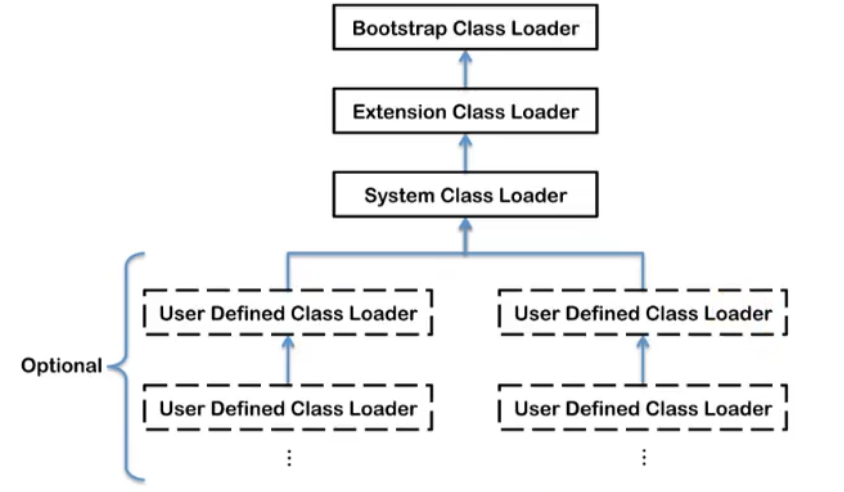 Bootstrap Class Loader
Extension Class Loader
System Class Loader
User Defined Class Loader
User Defined Class Loader
Optional
User Defined Class Loader
User Defined Class Loader
⋮
⋮